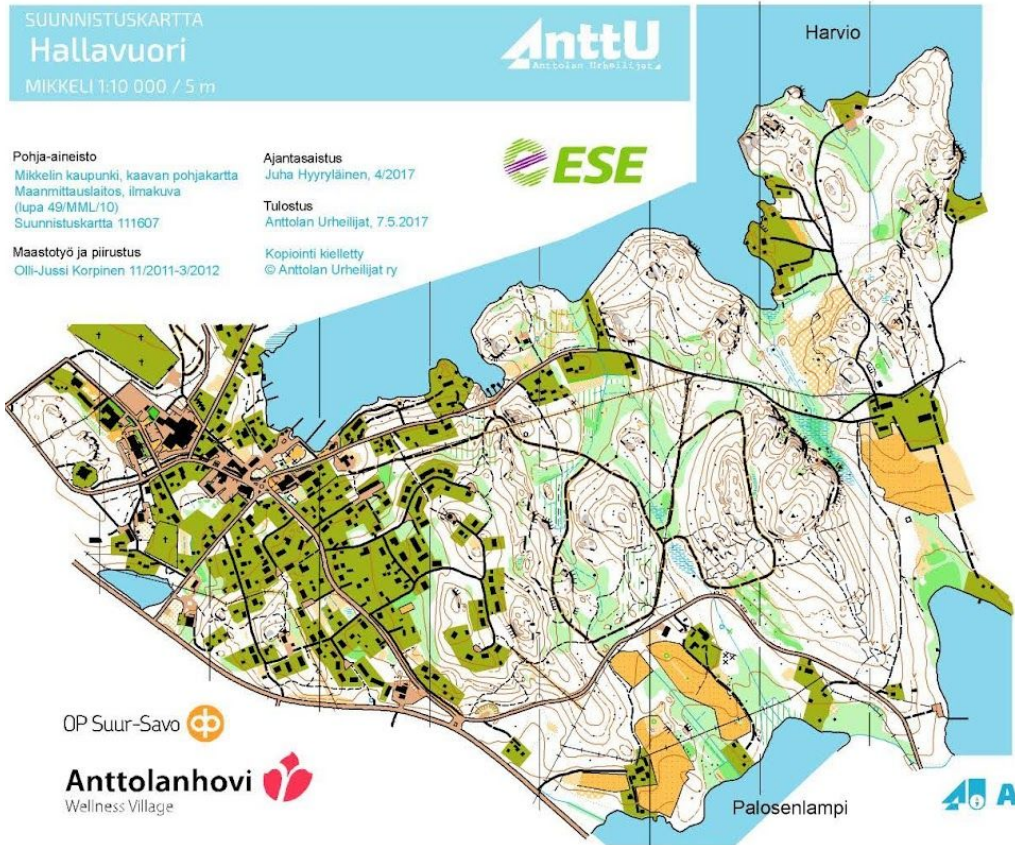 SUUNNISTUSKARTTA
Hallavuori
MIKKELI 1:10 000 / 5 m
AnttU
Anttolan Urheilijat
Harvio
Pohja-aineisto
Mikkelin kaupunki, kaavan pohjakartta
Maanmittauslaitos, ilmakuva
(lupa 49/MML/10)
Suunnistuskartta 111607
Maastotyö ja piirustus
Olli-Jussi Korpinen 11/2011-3/2012
Ajantasaistus
Juha Hyyryläinen, 4/2017
Tulostus
Anttolan Urheilijat, 7.5.2017
Kopiointi kielletty
© Anttolan Urheilijat ry
ESE
OP Suur-Savo
Anttolanhovi
Wellness Village
Palosenlampi
A